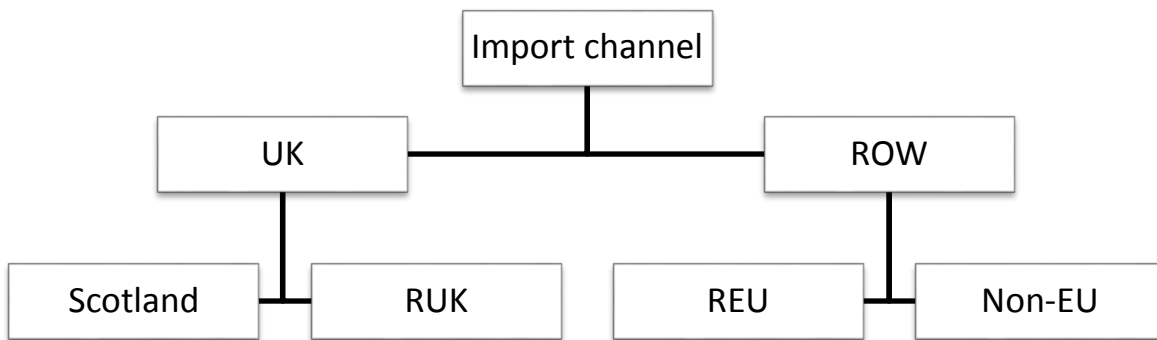 Import channel
UK
ROW
Scotland
RUK
REU
Non-EU